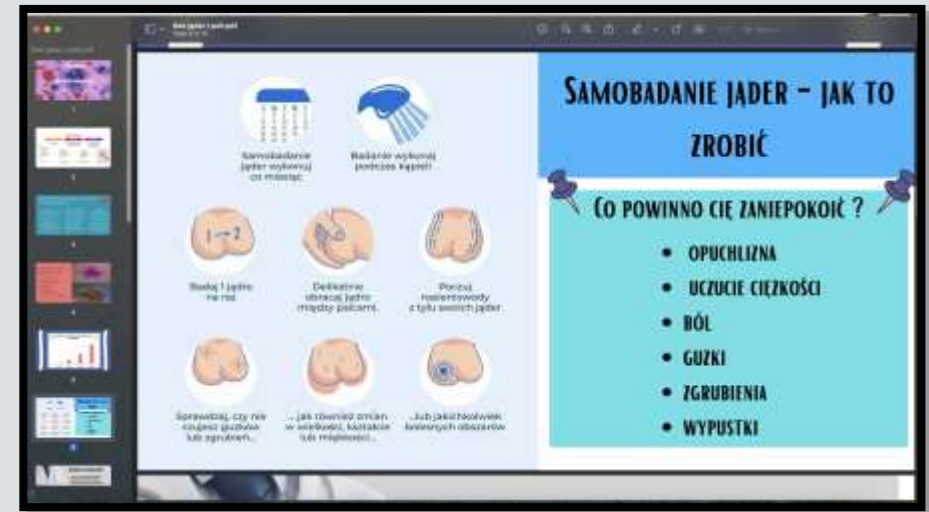 Samobadanie
jąder wykonuj
co miesiąc
Badanie wykonaj
podczas kąpieli
1→2
Badaj 1 jądro
na raz
Delikatnie
obracaj jądro
między palcami.
Poczuj
nasieniowody
z tyłu swoich jąder
Sprawdzaj, czy nie
czujesz guzków
lub zgrubień...
...jak również zmian
w wielkości, kształcie
lub miękkości...
...lub jakichkolwiek
bolesnych obszarów
SAMOBADANIE JĄDER – JAK TO
ZROBIĆ
CO POWINNO CIĘ ZANIEPOKOIĆ ?
• OPUCHLIZNA
• UCZUCIE CIĘŻKOŚCI
• BÓL
• GUZKI
• ZGRUBIENIA
• WYPUSTKI